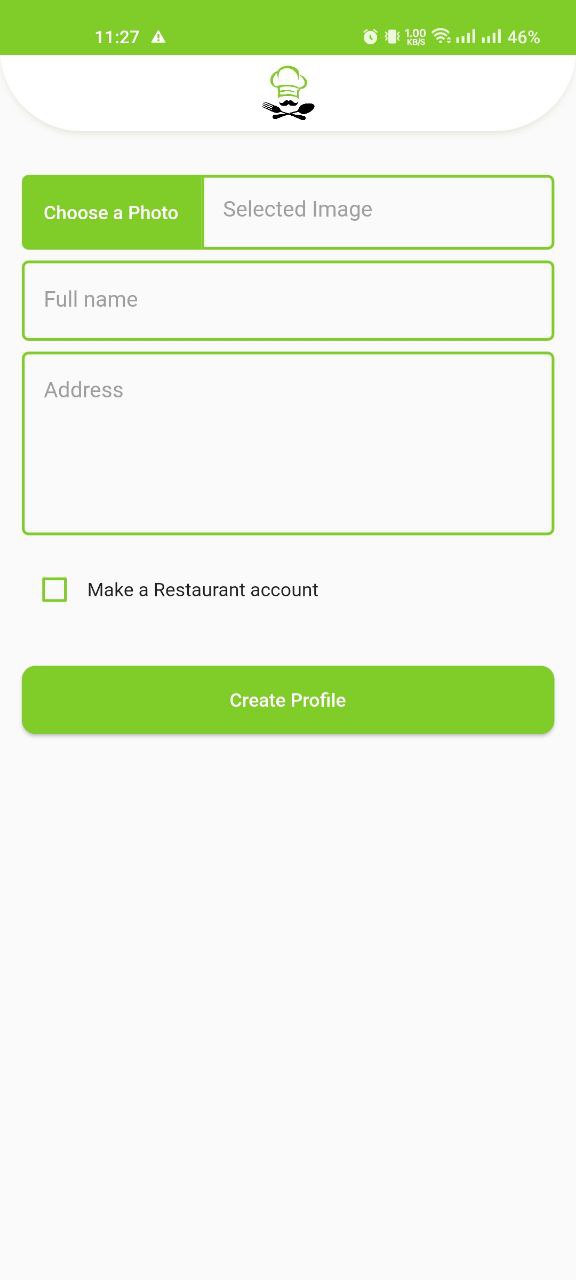 11:27 1.00 KB/S 46%
Choose a Photo Selected Image
Full name
Address
Make a Restaurant account
Create Profile